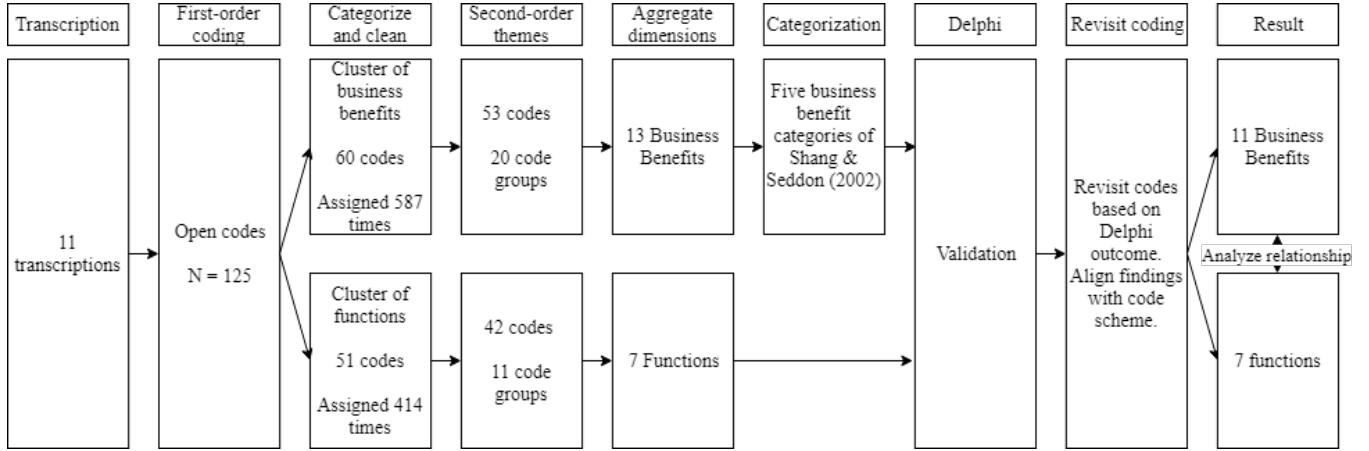 Transcription
First-order
coding
Categorize
and clean
Second-order
themes
Aggregate
dimensions
Categorization
Delphi
Revisit coding
Result
11
transcriptions
Open codes
N = 125
Cluster of
business
benefits
60 codes
Assigned 587
times
53 codes
20 code
groups
13 Business
Benefits
Five business
benefit
categories of
Shang &
Seddon (2002)
Cluster of
functions
51 codes
Assigned 414
times
42 codes
11 code
groups
7 Functions
Validation
Revisit codes
based on
Delphi
outcome.
Align findings
with code
scheme.
11 Business
Benefits
Analyze relationship
7 functions